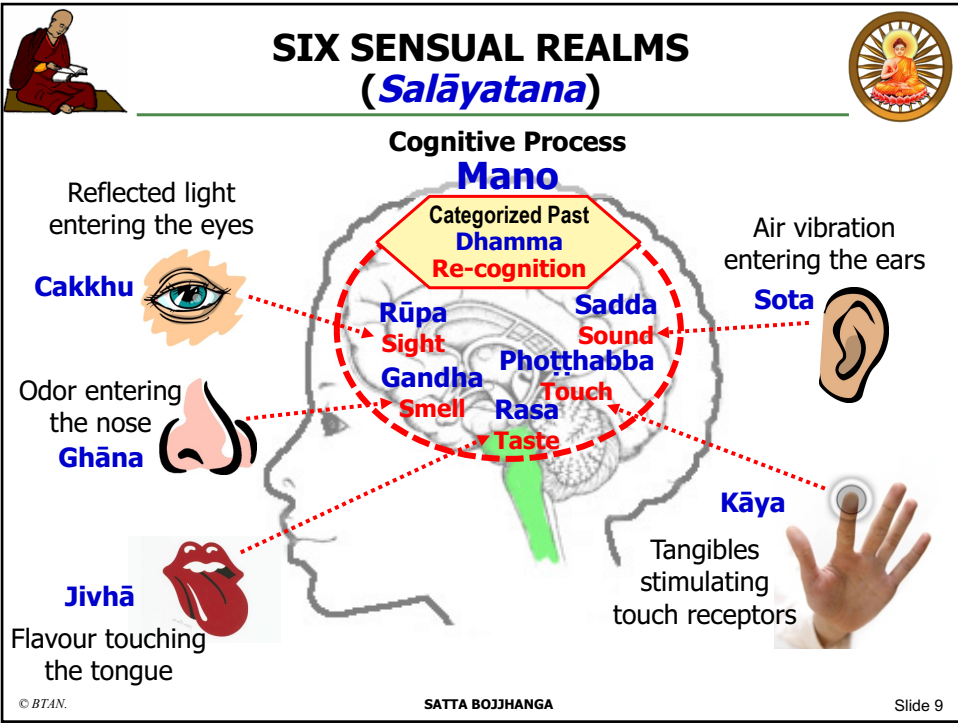 SIX SENSUAL REALMS
(Salāyatana)
Cognitive Process
Mano
Categorized Past
Dhamma
Re-cognition
Reflected light
entering the eyes
Cakkhu
Rūpa
Sight
Odor entering
the nose
Ghāna
Gandha
Smell
Jivhā
Flavour touching
the tongue
Rasa
Taste
Air vibration
entering the ears
Sota
Sadda
Sound
Phoṭṭhabba
Touch
Kāya
Tangibles
stimulating
touch receptors
© BTAN.
SATTA BOJJHANGA
Slide 9